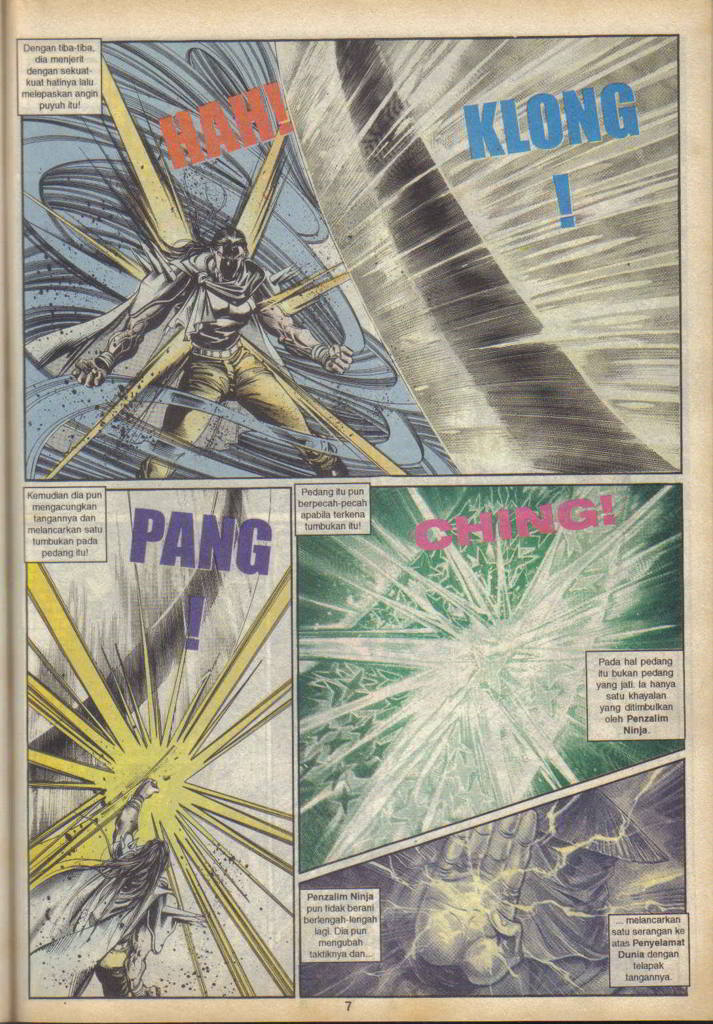 Dengan tiba-tiba,
dia menjerit
dengan sekuat-
kuat hatinya lalu
melepaskan angin
puyuh itu!
HAH!
KLONG
!
Kemudian dia pun
mengacungkan
tangannya dan
melancarkan satu
tumbukan pada
pedang itu!
PANG
!
Pedang itu pun
berpecah-pecah
apabila terkena
tumbukan itu!
CHING!
Pada hal pedang
itu bukan pedang
yang jati. Ia hanya
satu khayalan
yang ditimbulkan
oleh Penzalim
Ninja.
Penzalim Ninja
pun tidak berani
berlengah-lengah
lagi. Dia pun
mengubah
taktiknya dan...
... melancarkan
satu serangan ke
atas Penyelamat
Dunia dengan
telapak
tangannya.
7